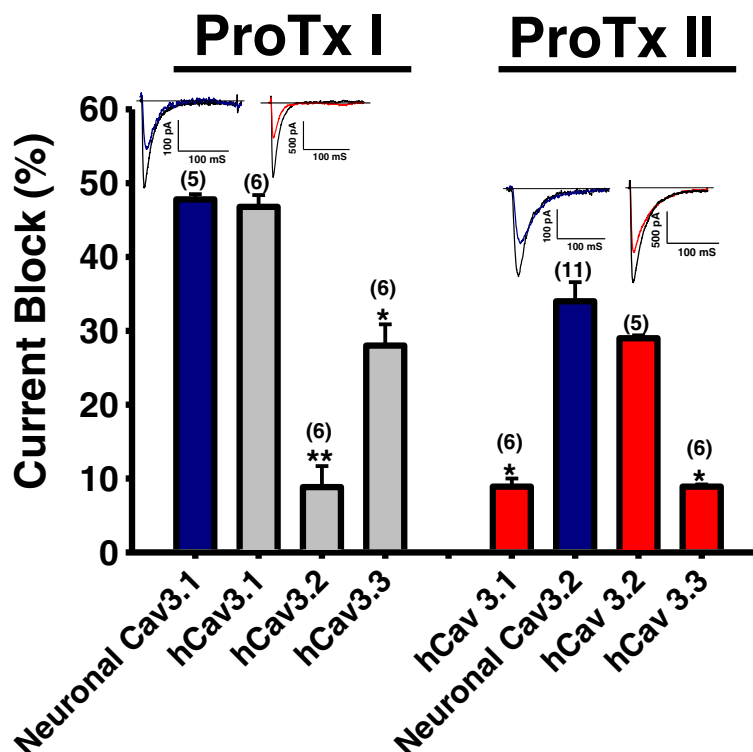 ProTx I
ProTx II
Current Block (%)
60
50
40
30
20
10
0
100 pA
100 mS
500 pA
100 mS
100 pA
100 mS
500 pA
100 mS
(5)
(6)
(6)
**
(6)
*
(6)
*
(11)
(5)
(6)
*
Neuronal Cav3.1
hCav3.1
hCav3.2
hCav3.3
hCav 3.1
Neuronal Cav3.2
hCav 3.2
hCav 3.3